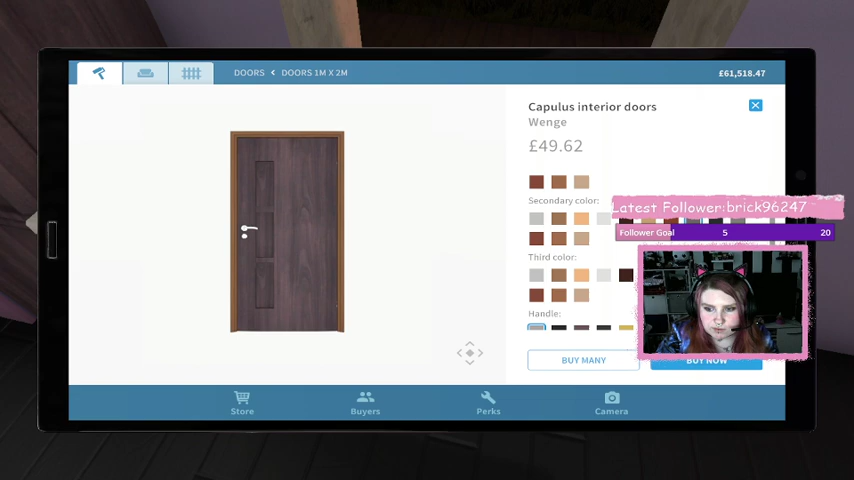 DOORS < DOORS 1M X 2M
£61,518.47
Capulus interior doors
Wenge
£49.62
Secondary color:
Latest Follower:brick96247
Follower Goal 5 20
Third color:
Handle:
BUY MANY
BUY NOW
Store
Buyers
Perks
Camera